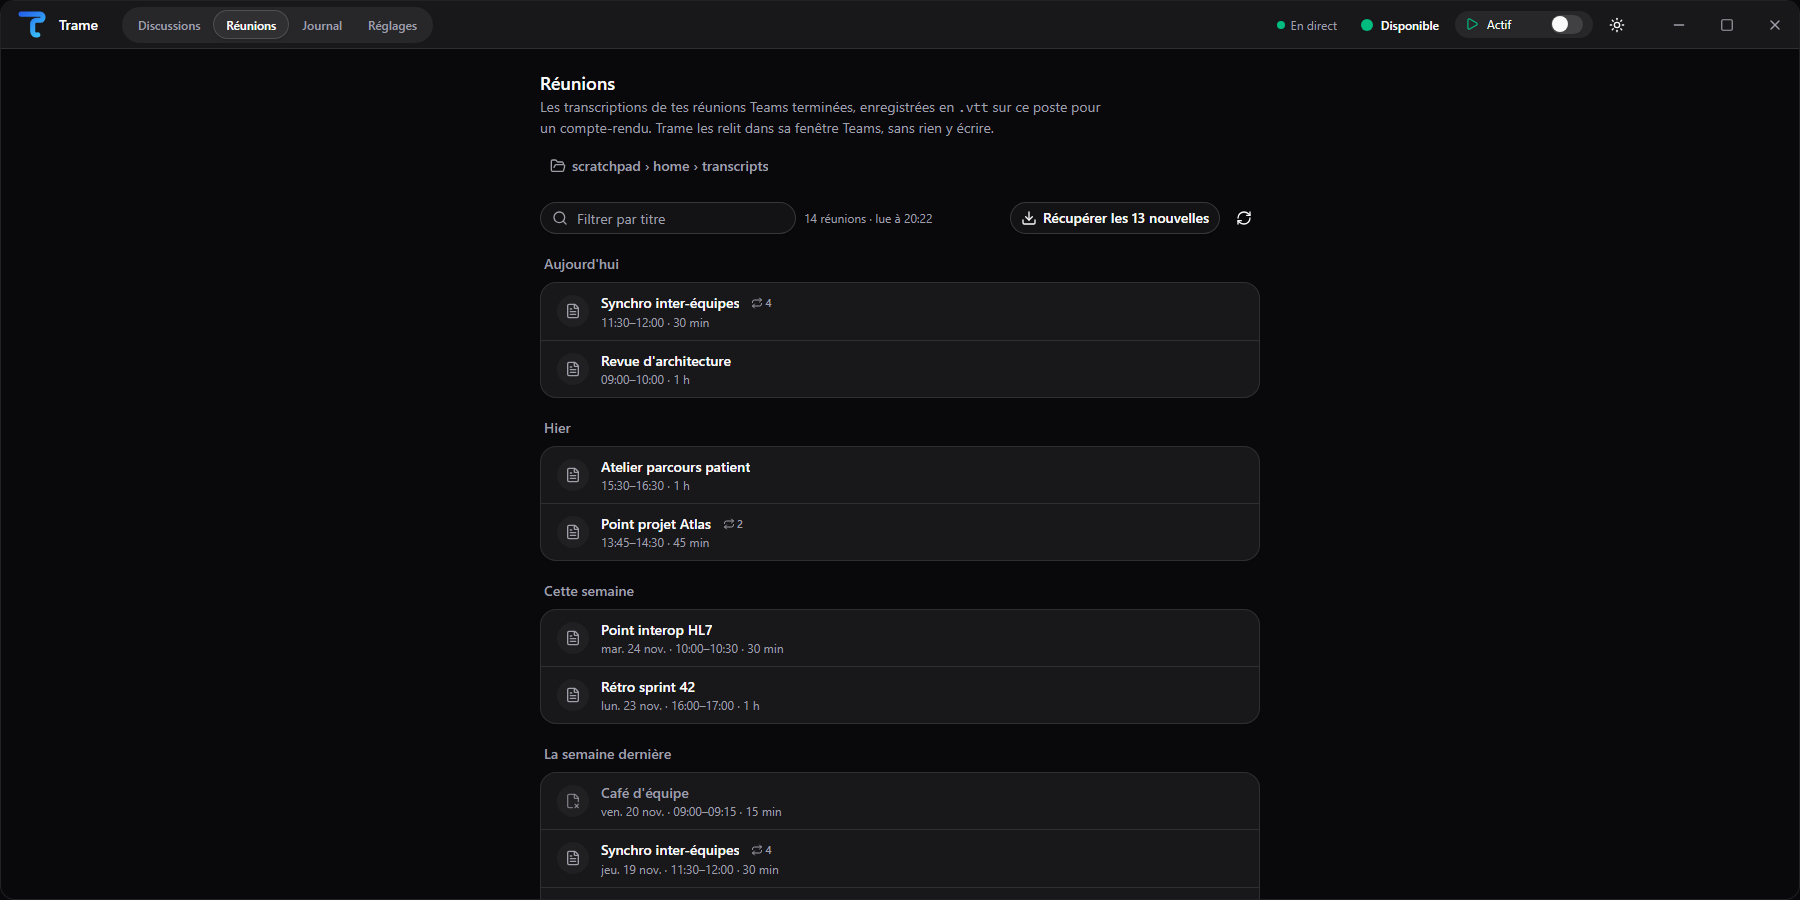 Trame
Discussions
Réunions
Journal
Réglages
En direct
Disponible
Actif
Réunions
Les transcriptions de tes réunions Teams terminées, enregistrées en .vtt sur ce poste pour
un compte-rendu. Trame les relit dans sa fenêtre Teams, sans rien y écrire.
scratchpad › home › transcripts
Filtrer par titre
14 réunions · lue à 20:22
Récupérer les 13 nouvelles
Aujourd'hui
Synchro inter-équipes 4
11:30–12:00 · 30 min
Revue d'architecture
09:00–10:00 · 1 h
Hier
Atelier parcours patient
15:30–16:30 · 1 h
Point projet Atlas 2
13:45–14:30 · 45 min
Cette semaine
Point interop HL7
mar. 24 nov. · 10:00–10:30 · 30 min
Rétro sprint 42
lun. 23 nov. · 16:00–17:00 · 1 h
La semaine dernière
Café d'équipe
ven. 20 nov. · 09:00–09:15 · 15 min
Synchro inter-équipes 4
jeu. 19 nov. · 11:30–12:00 · 30 min